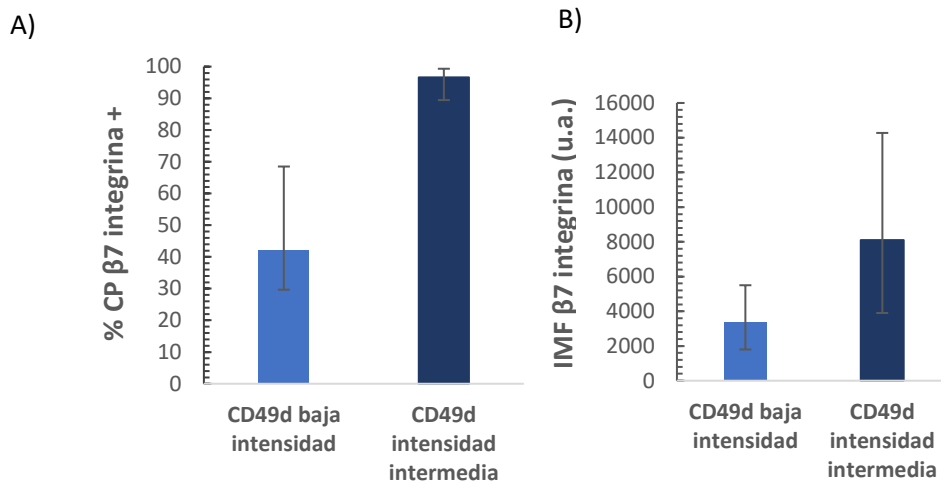 A)
% CP β7 integrina +
100
90
80
70
60
50
40
30
20
10
0
CD49d baja
intensidad
CD49d
intensidad
intermedia
B)
IMF β7 integrina (u.a.)
16000
14000
12000
10000
8000
6000
4000
2000
0
CD49d baja
intensidad
CD49d
intensidad
intermedia